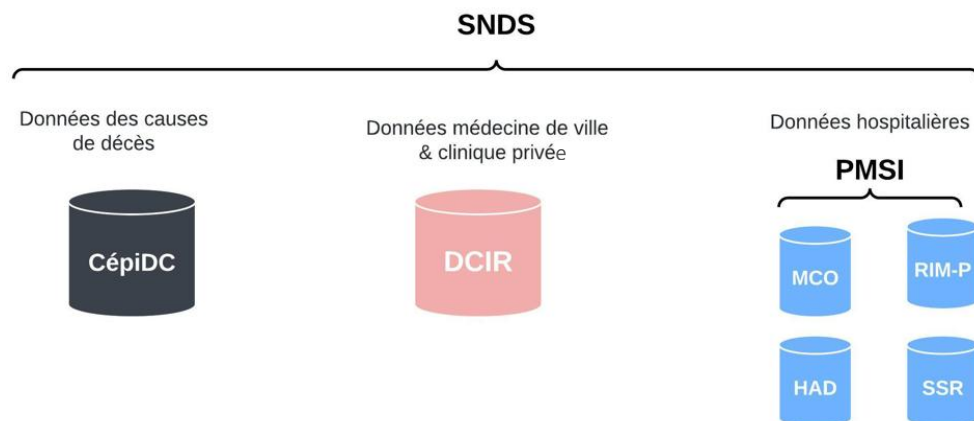 SNDS
Données des causes
de décès
CépiDC
Données médecine de ville
& clinique privée
DCIR
Données hospitalières
PMSI
MCO
RIM-P
HAD
SSR